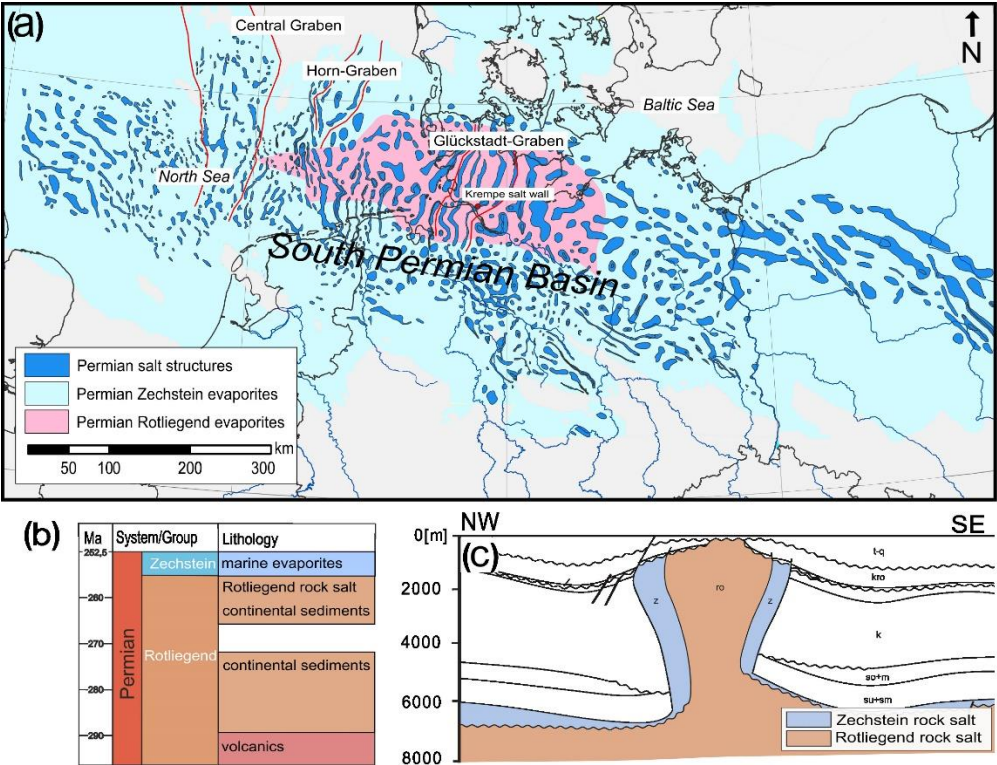 (a)
Central Graben
N
Horn-Graben
Baltic Sea
Glückstadt-Graben
North Sea
Krempe salt wall
South Permian Basin
Permian salt structures
Permian Zechstein evaporites
Permian Rotliegend evaporites
km
50 100 200 300
(b)
Ma System/Group Lithology
252,5
Zechstein marine evaporites
Rotliegend rock salt
260
continental sediments
270
Permian
Rotliegend
continental sediments
280
290
volcanics
NW SE
0[m]
(c)
t-q
kro
2000
z ro z
k
4000
so+m
6000
su+sm
Zechstein rock salt
Rotliegend rock salt
8000